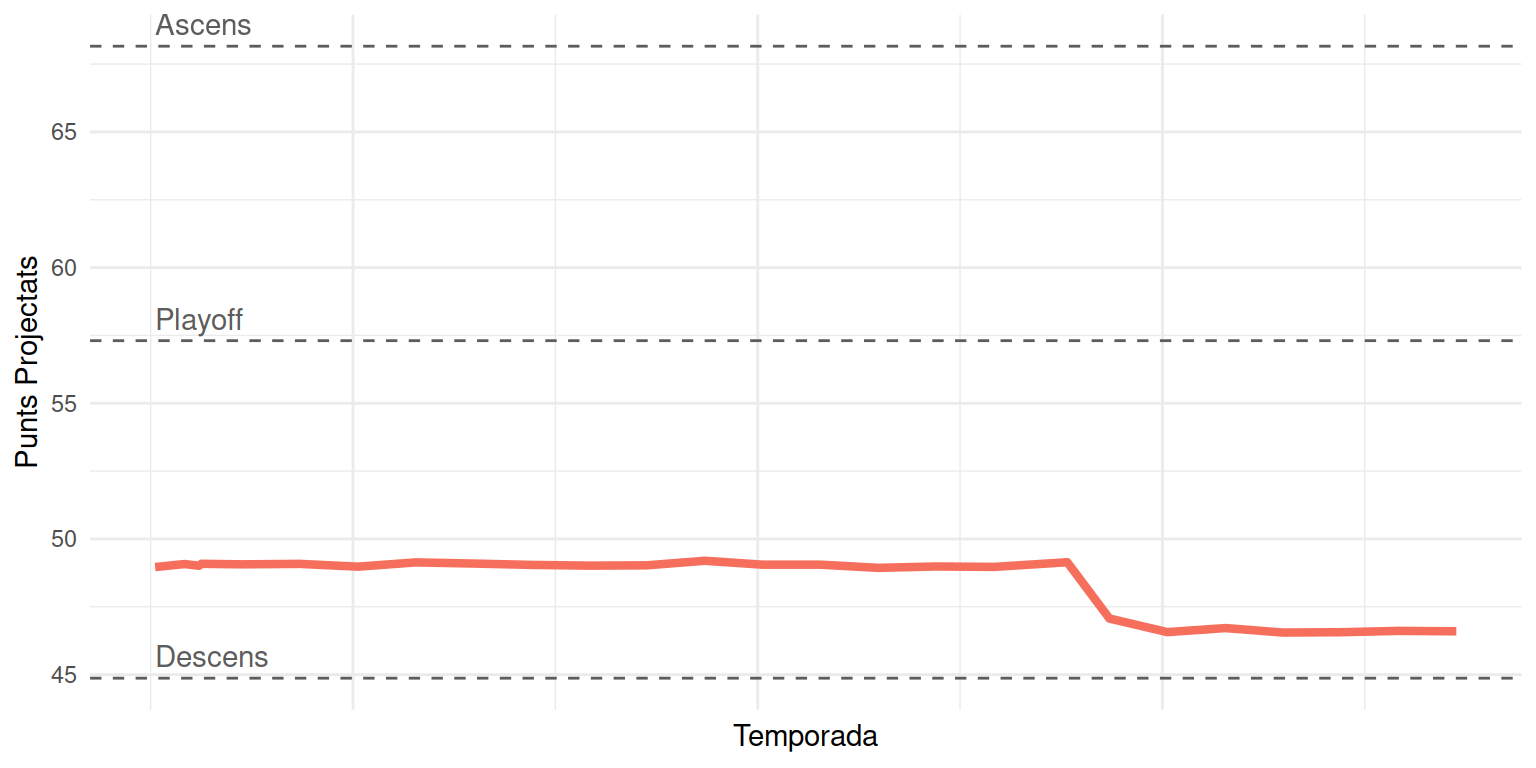 Ascens
65
60
Playoff
55
50
Descens
45
Punts Projectats
Temporada